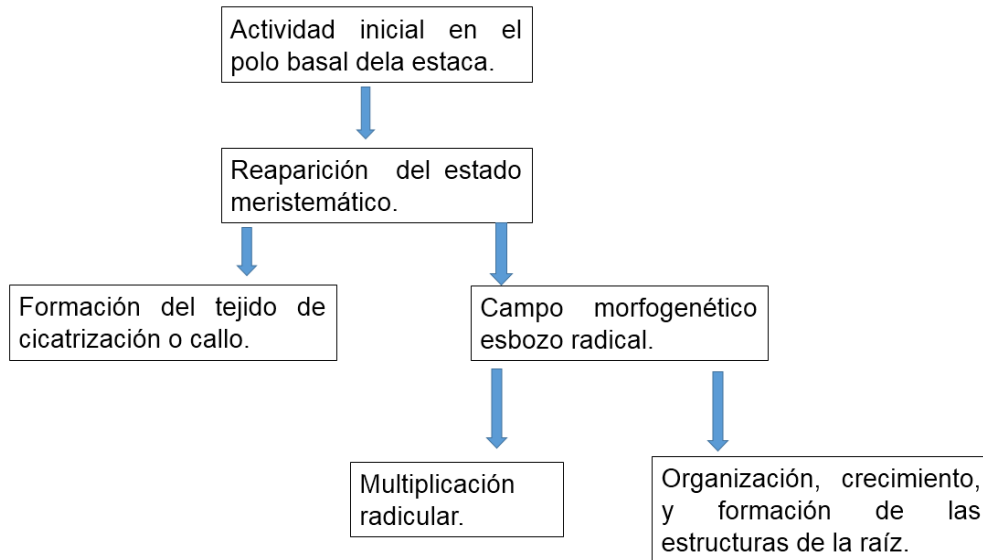 Actividad inicial en el
polo basal dela estaca.
Reaparición del estado
meristemático.
Formación del tejido de
cicatrización o callo.
Campo morfogenético
esbozo radical.
Multiplicación
radicular.
Organización, crecimiento,
y formación de las
estructuras de la raíz.